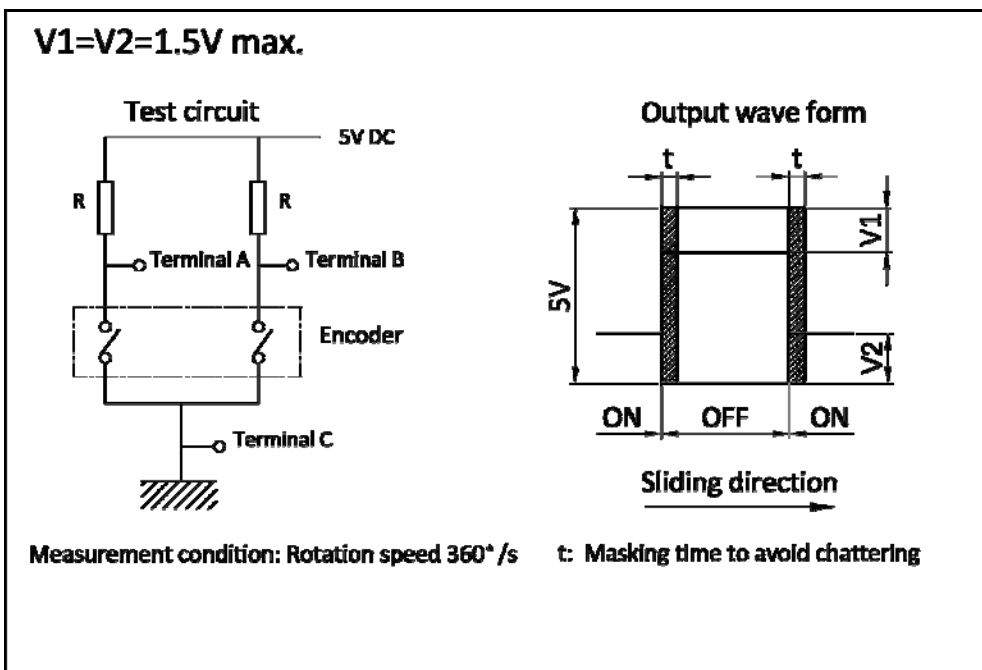 V1=V2=1.5V max.
Test circuit
5V DC
R
R
Terminal A
Terminal B
Encoder
Terminal C
Output wave form
t
t
V1
5V
V2
ON
OFF
ON
Sliding direction
Measurement condition: Rotation speed 360°/s
t: Masking time to avoid chattering